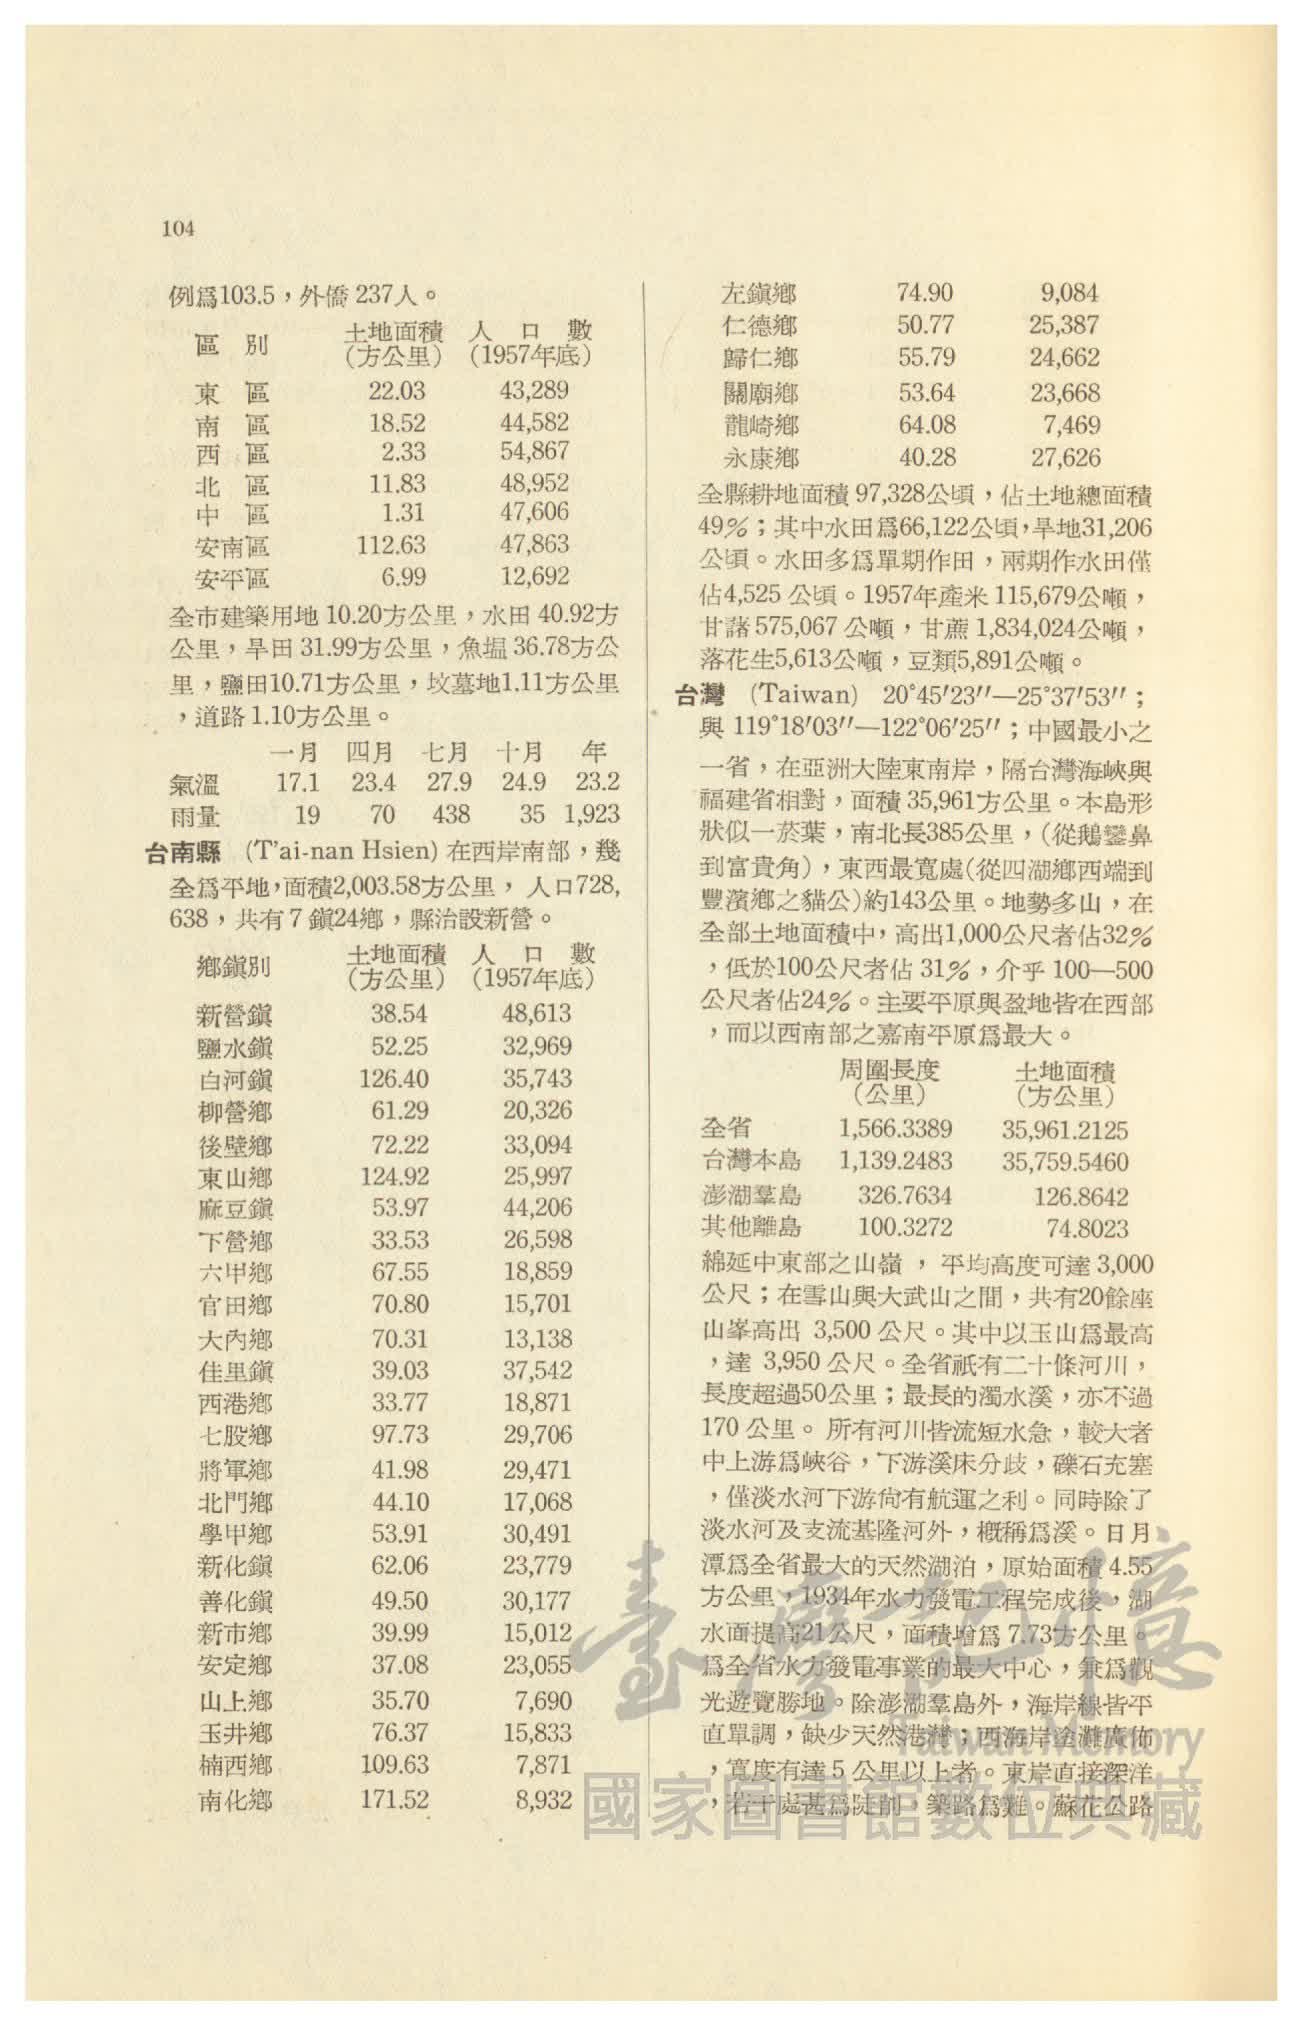 104
例爲103.5，外僑 237人。
區　別　土地面積（方公里）　人　口　數（1957年底）
東　區　22.03　43,289
南　區　18.52　44,582
西　區　2.33　54,867
北　區　11.83　48,952
中　區　1.31　47,606
安南區　112.63　47,863
安平區　6.99　12,692
全市建築用地 10.20方公里，水田 40.92方
公里，旱田 31.99方公里，魚塭 36.78方公
里，鹽田10.71方公里，坟墓地1.11方公里
，道路 1.10方公里。
一月　四月　七月　十月　年
氣溫　17.1　23.4　27.9　24.9　23.2
雨量　19　70　438　35　1,923
台南縣　(T'ai-nan Hsien) 在西岸南部，幾
全爲平地，面積2,003.58方公里， 人口728,
638，共有 7 鎭24鄉，縣治設新營。
鄉鎭別　土地面積（方公里）　人　口　數（1957年底）
新營鎭　38.54　48,613
鹽水鎭　52.25　32,969
白河鎭　126.40　35,743
柳營鄉　61.29　20,326
後壁鄉　72.22　33,094
東山鄉　124.92　25,997
麻豆鎭　53.97　44,206
下營鄉　33.53　26,598
六甲鄉　67.55　18,859
官田鄉　70.80　15,701
大內鄉　70.31　13,138
佳里鎭　39.03　37,542
西港鄉　33.77　18,871
七股鄉　97.73　29,706
將軍鄉　41.98　29,471
北門鄉　44.10　17,068
學甲鄉　53.91　30,491
新化鎭　62.06　23,779
善化鎭　49.50　30,177
新市鄉　39.99　15,012
安定鄉　37.08　23,055
山上鄉　35.70　7,690
玉井鄉　76.37　15,833
楠西鄉　109.63　7,871
南化鄉　171.52　8,932
左鎭鄉　74.90　9,084
仁德鄉　50.77　25,387
歸仁鄉　55.79　24,662
關廟鄉　53.64　23,668
龍崎鄉　64.08　7,469
永康鄉　40.28　27,626
全縣耕地面積 97,328公頃，佔土地總面積
49%；其中水田爲66,122公頃，旱地31,206
公頃。水田多爲單期作田，兩期作水田僅
佔4,525 公頃。1957年產米 115,679公噸，
甘藷 575,067 公噸，甘蔗 1,834,024公噸，
落花生5,613公噸，豆類5,891公噸。
台灣　(Taiwan)　20°45′23″—25°37′53″；
與 119°18′03″—122°06′25″；中國最小之
一省，在亞洲大陸東南岸，隔台灣海峽與
福建省相對，面積 35,961方公里。本島形
狀似一菸葉，南北長385公里，(從鵝鑾鼻
到富貴角)，東西最寬處(從四湖鄉西端到
豐濱鄉之貓公)約143公里。地勢多山，在
全部土地面積中，高出1,000公尺者佔32%
，低於100公尺者佔 31%，介乎 100—500
公尺者佔24%。主要平原與盈地皆在西部
，而以西南部之嘉南平原爲最大。
周圍長度（公里）　土地面積（方公里）
全省　1,566.3389　35,961.2125
台灣本島　1,139.2483　35,759.5460
澎湖羣島　326.7634　126.8642
其他離島　100.3272　74.8023
綿延中東部之山嶺 ， 平均高度可達 3,000
公尺；在雪山與大武山之間，共有20餘座
山峯高出 3,500 公尺。其中以玉山爲最高
，達 3,950 公尺。全省祇有二十條河川，
長度超過50公里；最長的濁水溪，亦不過
170 公里。 所有河川皆流短水急，較大者
中上游爲峽谷，下游溪床分歧，礫石充塞
，僅淡水河下游尙有航運之利。同時除了
淡水河及支流基隆河外，槪稱爲溪。日月
潭爲全省最大的天然湖泊，原始面積 4.55
方公里，1934年水力發電工程完成後，湖
水面提高21公尺，面積增爲 7.73方公里。
爲全省水力發電事業的最大中心，兼爲觀
光遊覽勝地。除澎湖羣島外，海岸線皆平
直單調，缺少天然港灣；西海岸塗灘廣佈
，寬度有達 5 公里以上者。東岸直接深洋
，若干處甚爲陡削，築路爲難。蘇花公路
臺灣記憶
Taiwan Memory
國家圖書館數位典藏